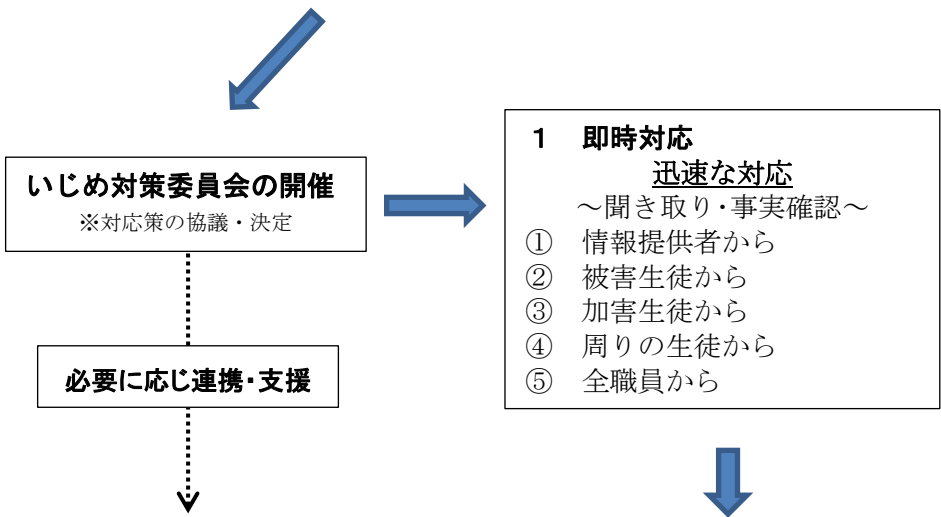 いじめ対策委員会の開催
※対応策の協議・決定
必要に応じ連携・支援
1　即時対応
迅速な対応
～聞き取り・事実確認～
①　情報提供者から
②　被害生徒から
③　加害生徒から
④　周りの生徒から
⑤　全職員から